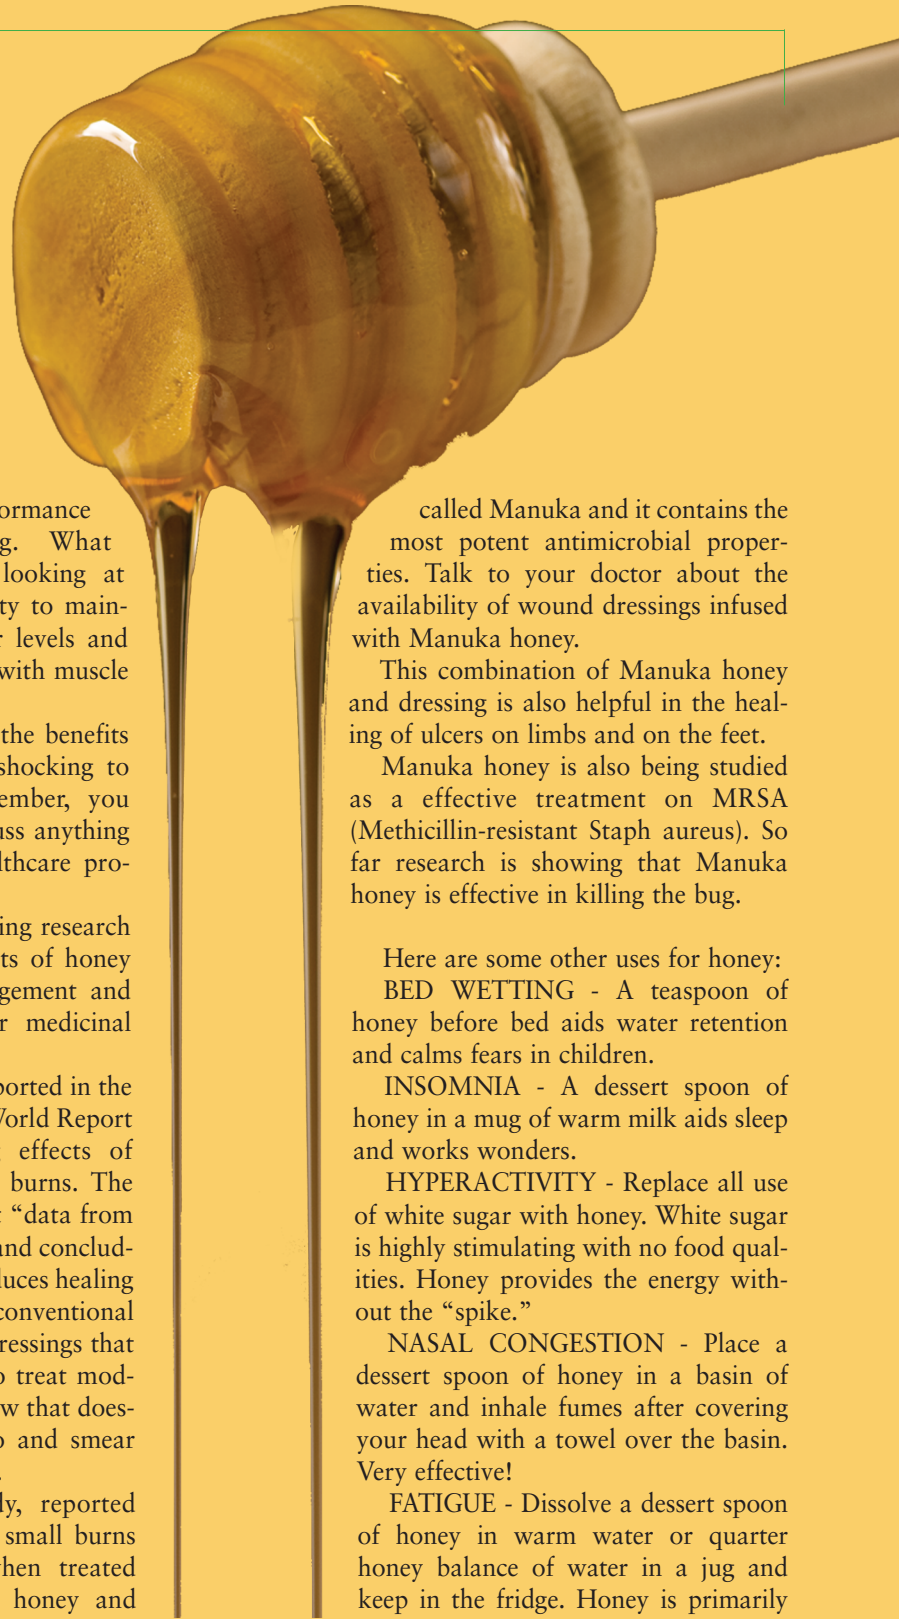 ormance
g. What
looking at
ty to main-
r levels and
with muscle
the benefits
shocking to
ember, you
uss anything
lthcare pro-
ing research
ts of honey
gement and
r medicinal
ported in the
World Report
effects of
burns. The
t “data from
and conclud-
duces healing
conventional
ressings that
o treat mod-
w that does-
o and smear
.
dy, reported
small burns
when treated
honey and
called Manuka and it contains the
most potent antimicrobial proper-
ties. Talk to your doctor about the
availability of wound dressings infused
with Manuka honey.
This combination of Manuka honey
and dressing is also helpful in the heal-
ing of ulcers on limbs and on the feet.
Manuka honey is also being studied
as a effective treatment on MRSA
(Methicillin-resistant Staph aureus). So
far research is showing that Manuka
honey is effective in killing the bug.
Here are some other uses for honey:
BED WETTING - A teaspoon of
honey before bed aids water retention
and calms fears in children.
INSOMNIA - A dessert spoon of
honey in a mug of warm milk aids sleep
and works wonders.
HYPERACTIVITY - Replace all use
of white sugar with honey. White sugar
is highly stimulating with no food qual-
ities. Honey provides the energy with-
out the “spike.”
NASAL CONGESTION - Place a
dessert spoon of honey in a basin of
water and inhale fumes after covering
your head with a towel over the basin.
Very effective!
FATIGUE - Dissolve a dessert spoon
of honey in warm water or quarter
honey balance of water in a jug and
keep in the fridge. Honey is primarily